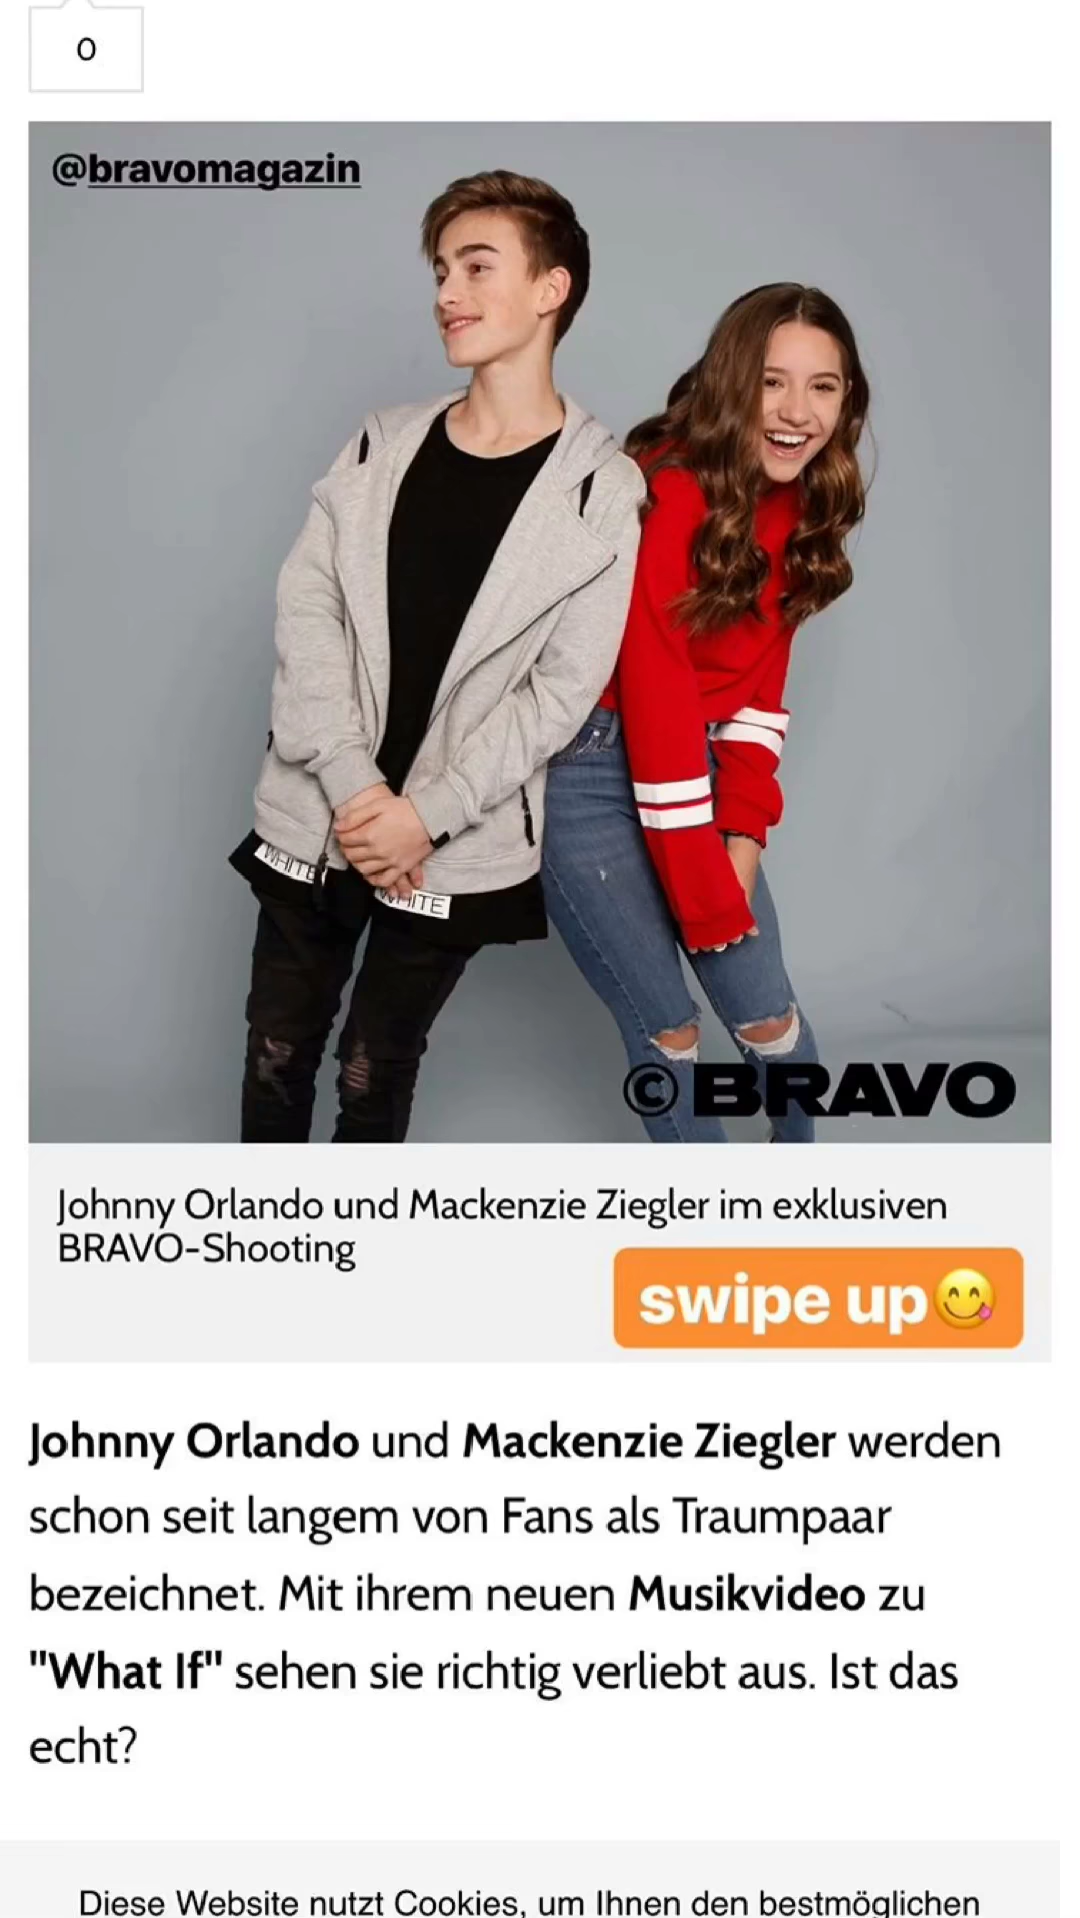 0
@bravomagazin
WHITE
WHITE
© BRAVO
Johnny Orlando und Mackenzie Ziegler im exklusiven
BRAVO-Shooting
swipe up😋
Johnny Orlando und Mackenzie Ziegler werden
schon seit langem von Fans als Traumpaar
bezeichnet. Mit ihrem neuen Musikvideo zu
"What If" sehen sie richtig verliebt aus. Ist das
echt?
Diese Website nutzt Cookies, um Ihnen den bestmöglichen